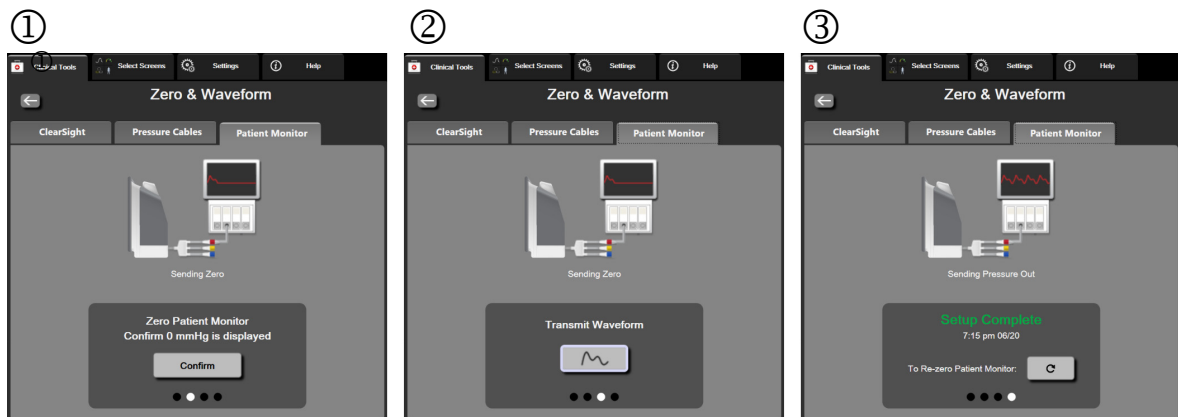 ①
①
Clinical Tools
Select Screens
Settings
Help
Zero & Waveform
ClearSight
Pressure Cables
Patient Monitor
Sending Zero
Zero Patient Monitor
Confirm 0 mmHg is displayed
Confirm
②
Clinical Tools
Select Screens
Settings
Help
Zero & Waveform
ClearSight
Pressure Cables
Patient Monitor
Sending Zero
Transmit Waveform
③
Clinical Tools
Select Screens
Settings
Help
Zero & Waveform
ClearSight
Pressure Cables
Patient Monitor
Sending Pressure Out
Setup Complete
7:15 pm 06/20
To Re-zero Patient Monitor: